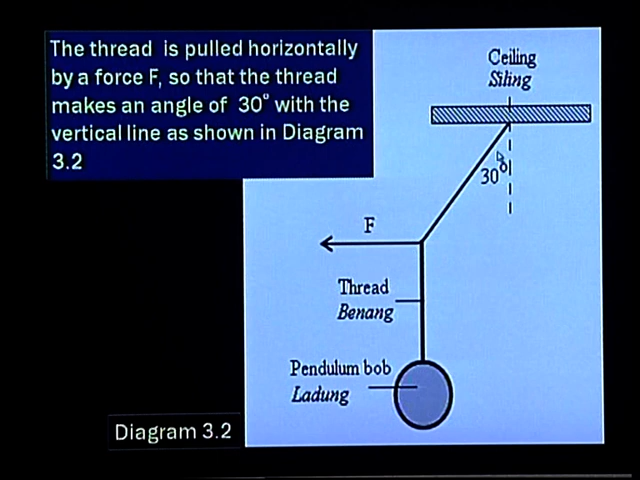 The thread is pulled horizontally
by a force F, so that the thread
makes an angle of 30° with the
vertical line as shown in Diagram
3.2
Ceiling
Siling
30°
F
Thread
Benang
Pendulum bob
Ladung
Diagram 3.2